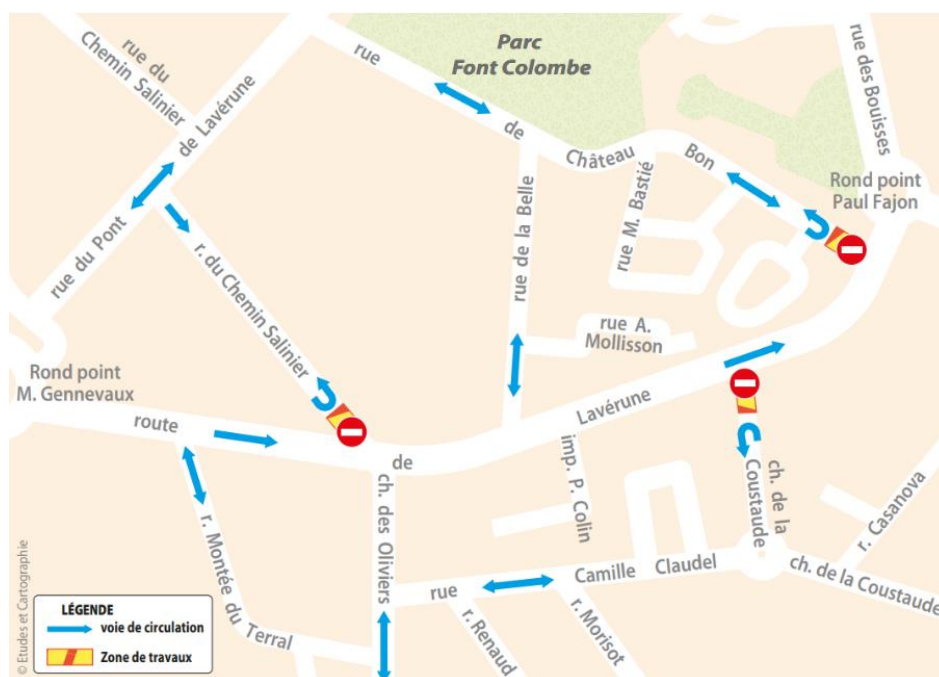 rue du
Chemin Salinier
rue du Pont
de Lavérune
rue
de
Château
Bon
Parc
Font Colombe
rue des Bouisses
Rond point
Paul Fajon
rue M. Bastié
rue de la Belle
r. du Chemin Salinier
rue A.
Mollisson
Rond point
M. Gennevaux
route
de
Lavérune
imp. P. Colin
ch. de la
Coustaude
r. Casanova
ch. des Oliviers
r. Montée du Terral
rue
Camille
Claudel
ch. de la Coustaude
r. Renaud
r. Morisot
LÉGENDE
voie de circulation
Zone de travaux
© Etudes et Cartographie